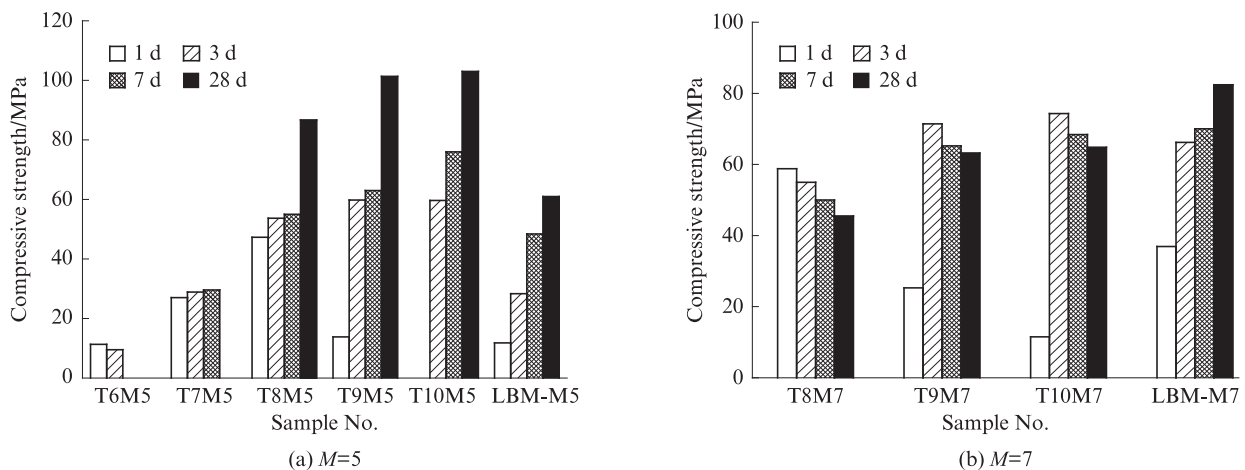 120
100
80
60
40
20
0
Compressive strength/MPa
1 d 3 d
7 d 28 d
T6M5 T7M5 T8M5 T9M5 T10M5 LBM-M5
Sample No.
(a) M=5
100
80
60
40
20
0
Compressive strength/MPa
1 d 3 d
7 d 28 d
T8M7 T9M7 T10M7 LBM-M7
Sample No.
(b) M=7